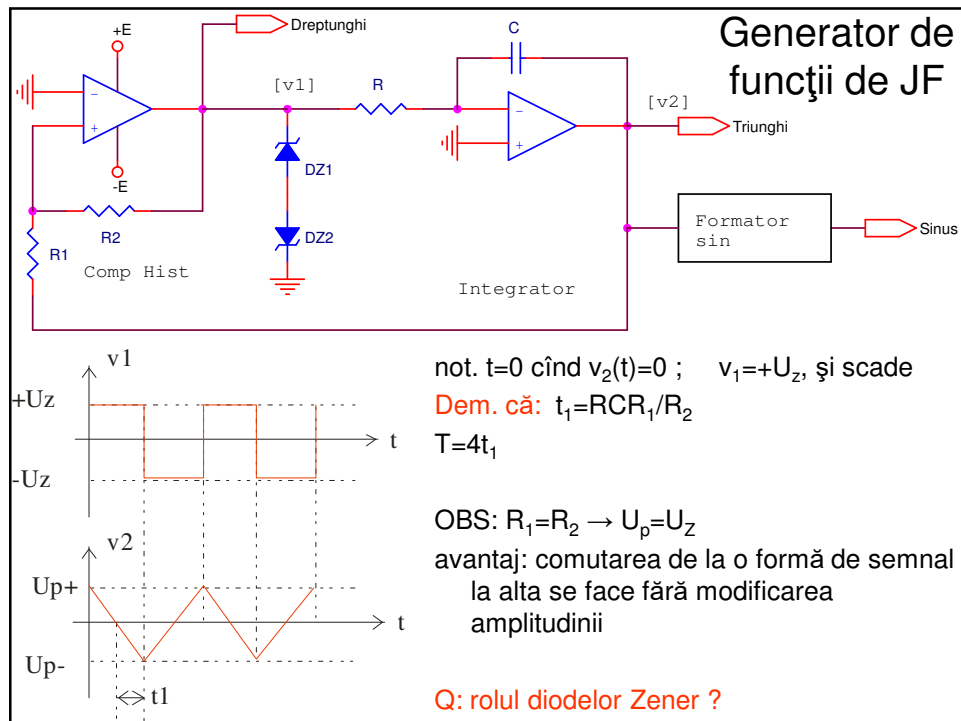 Generator de
funcţii de JF
+E
Dreptunghi
C
[v1]
R
[v2]
−
+
−
+
Triunghi
-E
DZ1
R2
R1
DZ2
Formator
sin
Sinus
Comp Hist
Integrator
v1
+Uz
t
-Uz
v2
Up+
t
Up-
t1
not. t=0 cînd v₂(t)=0 ; v₁=+Uz, şi scade
Dem. că: t₁=RCR₁/R₂
T=4t₁
OBS: R₁=R₂ → Up=UZ
avantaj: comutarea de la o formă de semnal
la alta se face fără modificarea
amplitudinii
Q: rolul diodelor Zener ?